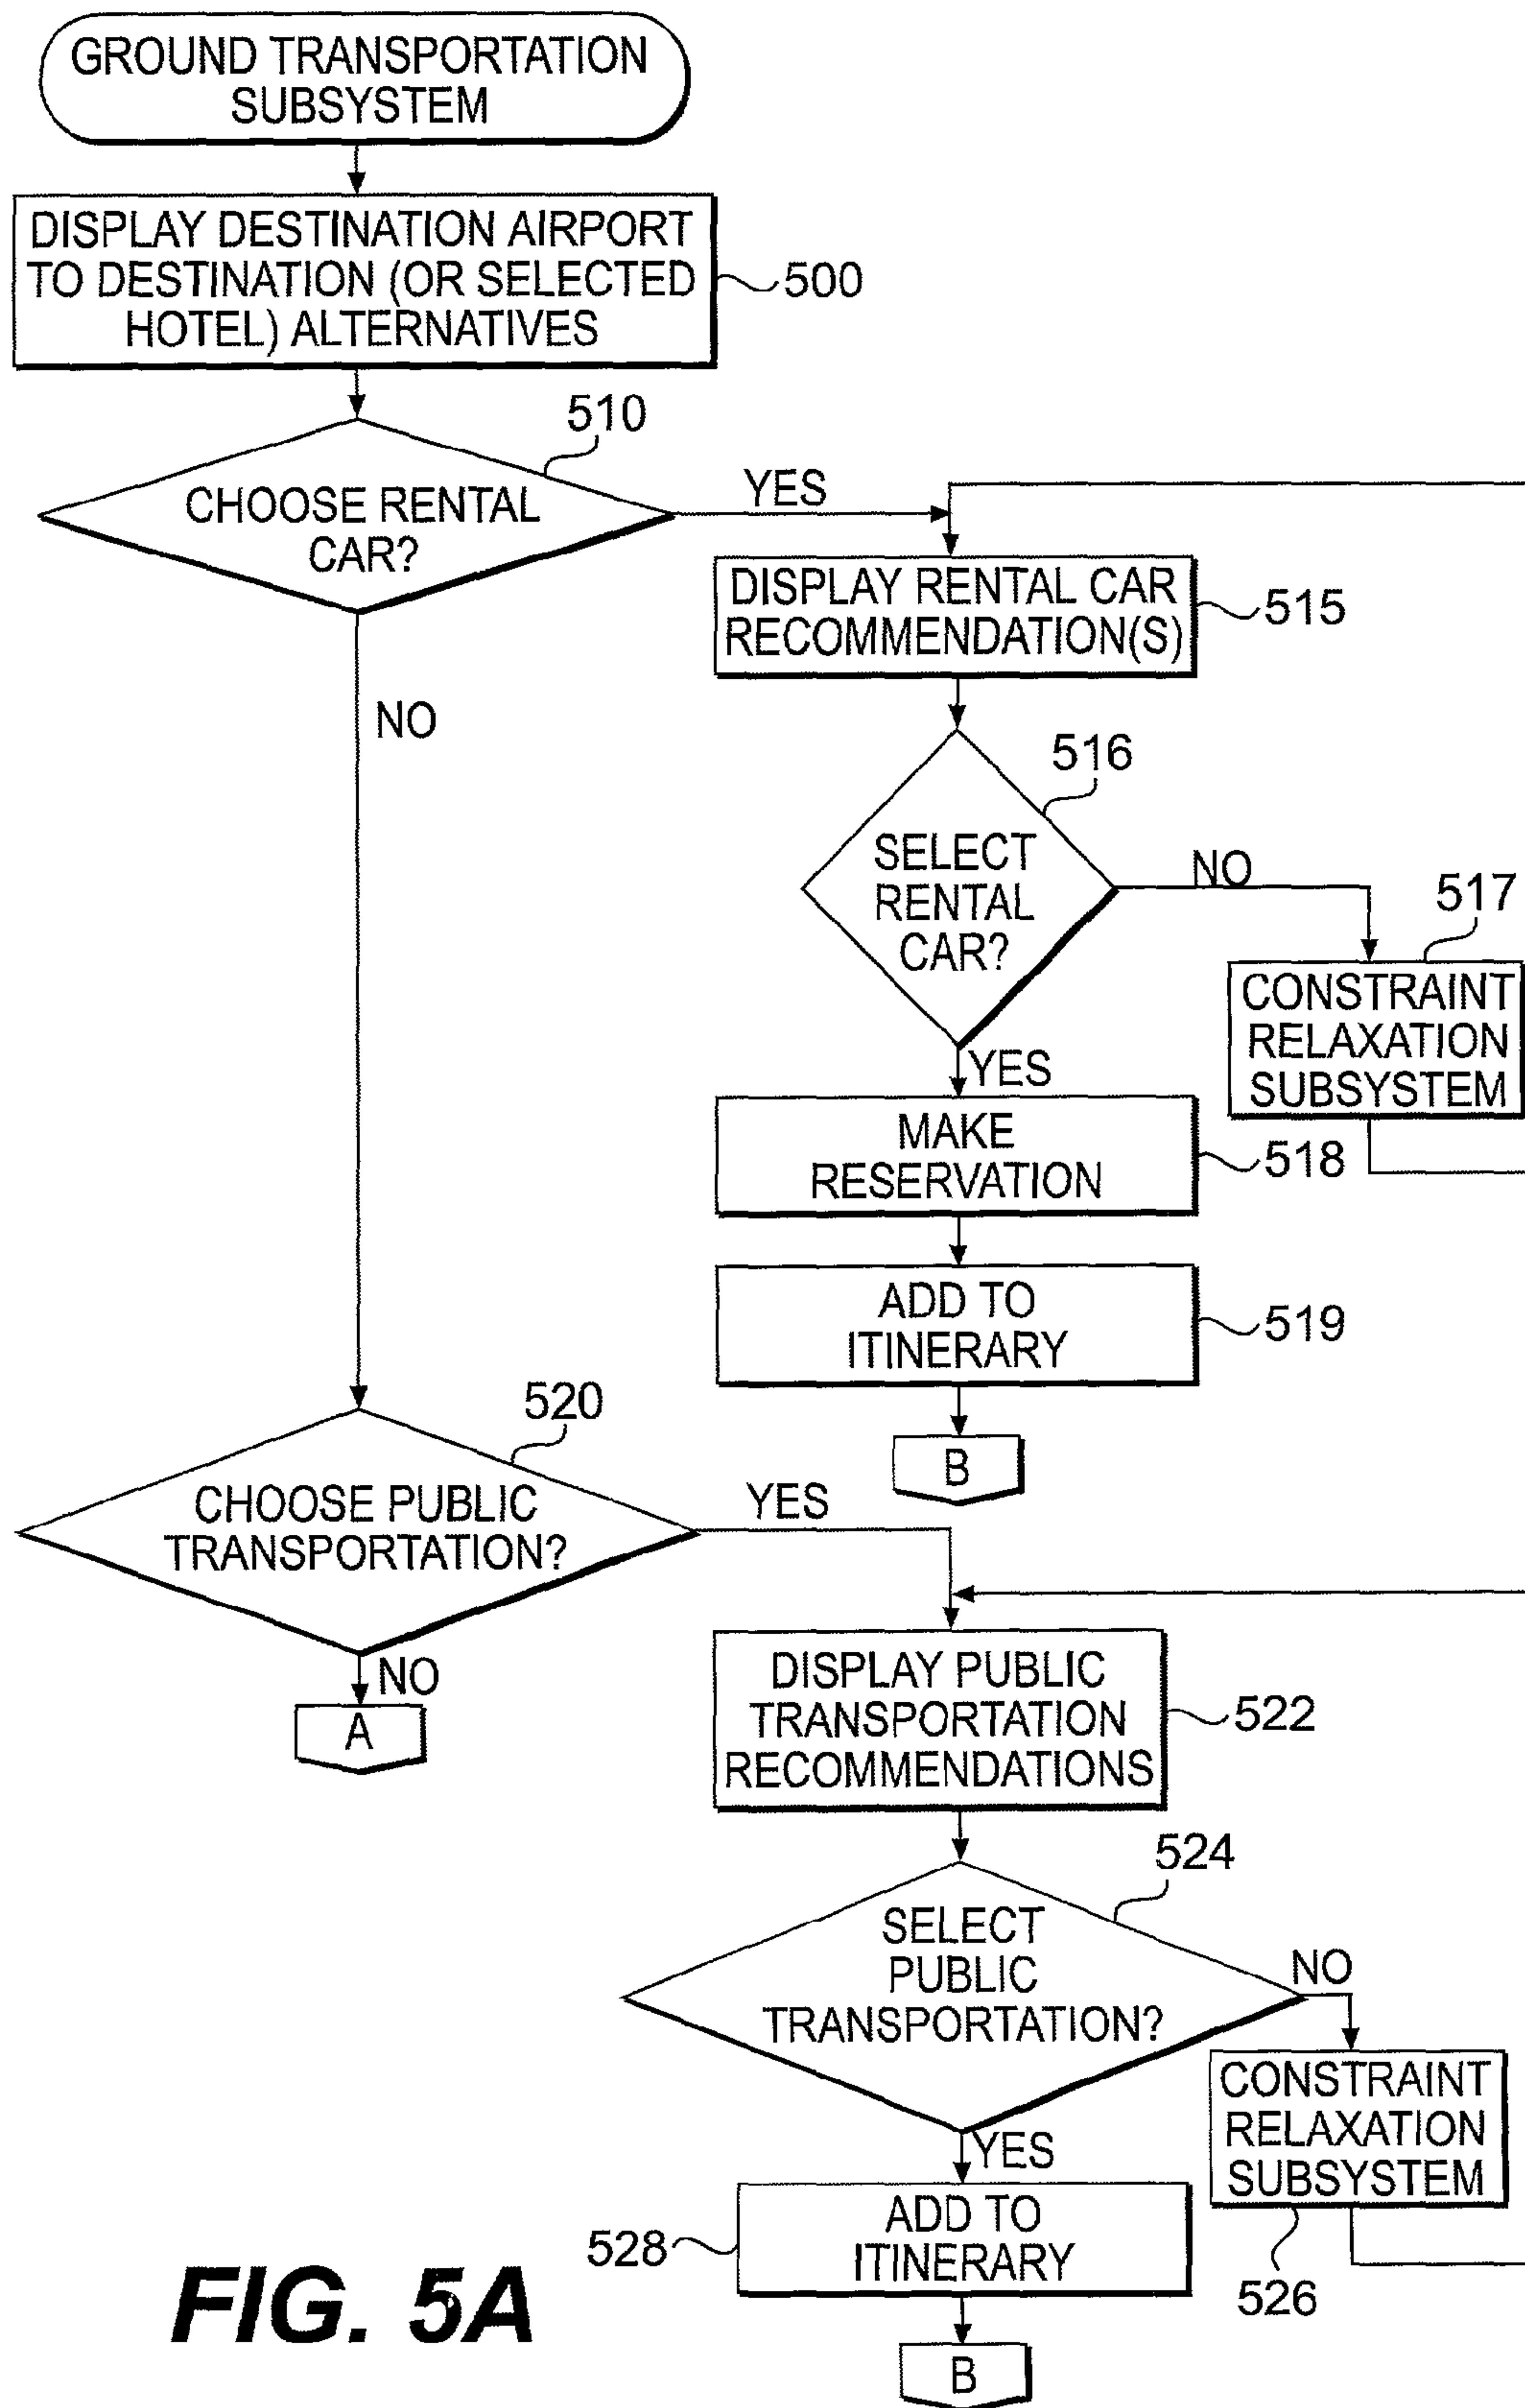 GROUND TRANSPORTATION
SUBSYSTEM
DISPLAY DESTINATION AIRPORT
TO DESTINATION (OR SELECTED
HOTEL) ALTERNATIVES
500
510
CHOOSE RENTAL
CAR?
YES
NO
DISPLAY RENTAL CAR
RECOMMENDATION(S)
515
516
SELECT
RENTAL
CAR?
NO
517
CONSTRAINT
RELAXATION
SUBSYSTEM
YES
MAKE
RESERVATION
518
ADD TO
ITINERARY
519
B
520
CHOOSE PUBLIC
TRANSPORTATION?
YES
NO
A
DISPLAY PUBLIC
TRANSPORTATION
RECOMMENDATIONS
522
524
SELECT
PUBLIC
TRANSPORTATION?
NO
CONSTRAINT
RELAXATION
SUBSYSTEM
526
YES
ADD TO
ITINERARY
528
B
FIG. 5A